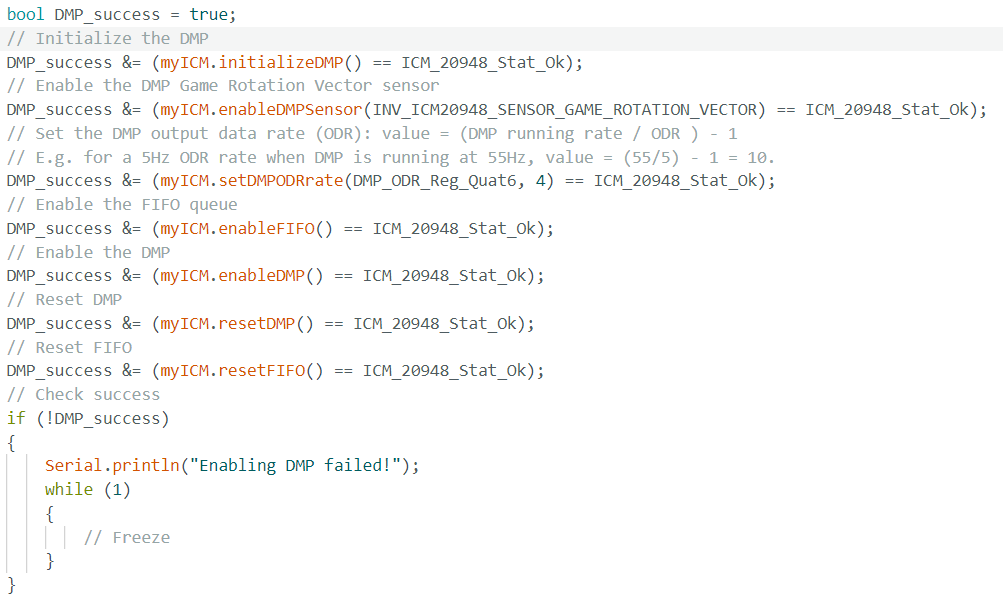 bool DMP_success = true;
// Initialize the DMP
DMP_success &= (myICM.initializeDMP() == ICM_20948_Stat_Ok);
// Enable the DMP Game Rotation Vector sensor
DMP_success &= (myICM.enableDMPSensor(INV_ICM20948_SENSOR_GAME_ROTATION_VECTOR) == ICM_20948_Stat_Ok);
// Set the DMP output data rate (ODR): value = (DMP running rate / ODR ) - 1
// E.g. for a 5Hz ODR rate when DMP is running at 55Hz, value = (55/5) - 1 = 10.
DMP_success &= (myICM.setDMPODRrate(DMP_ODR_Reg_Quat6, 4) == ICM_20948_Stat_Ok);
// Enable the FIFO queue
DMP_success &= (myICM.enableFIFO() == ICM_20948_Stat_Ok);
// Enable the DMP
DMP_success &= (myICM.enableDMP() == ICM_20948_Stat_Ok);
// Reset DMP
DMP_success &= (myICM.resetDMP() == ICM_20948_Stat_Ok);
// Reset FIFO
DMP_success &= (myICM.resetFIFO() == ICM_20948_Stat_Ok);
// Check success
if (!DMP_success)
{
    Serial.println("Enabling DMP failed!");
    while (1)
    {
        // Freeze
    }
}